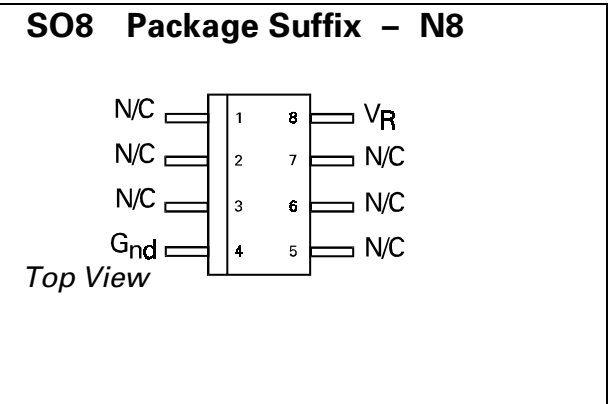 SO8 Package Suffix – N8
N/C 1 8 VR
N/C 2 7 N/C
N/C 3 6 N/C
Gnd 4 5 N/C
Top View